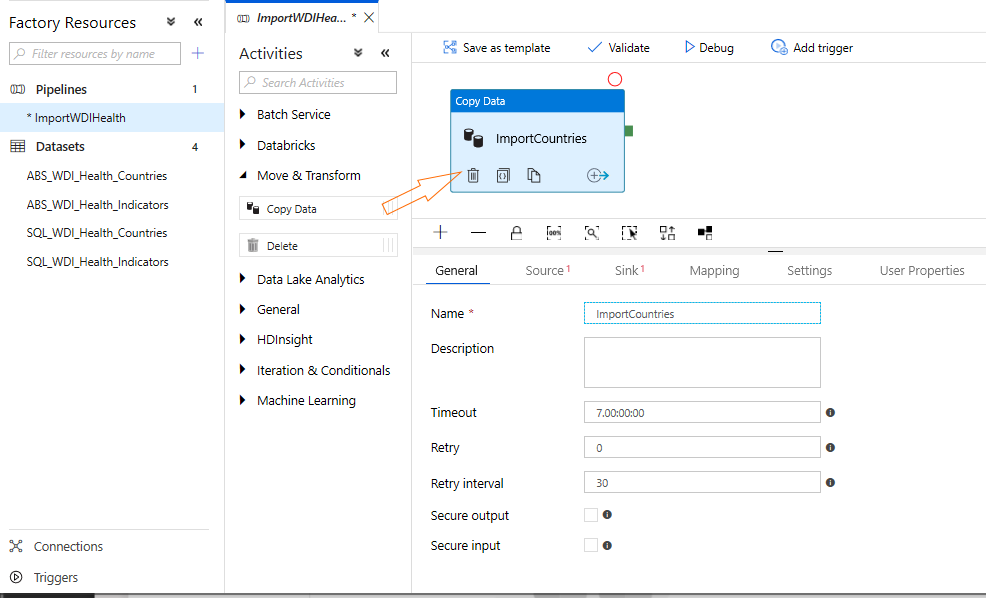 Factory Resources
Filter resources by name
Pipelines 1
* ImportWDIHealth
Datasets 4
ABS_WDI_Health_Countries
ABS_WDI_Health_Indicators
SQL_WDI_Health_Countries
SQL_WDI_Health_Indicators
Connections
Triggers
ImportWDIHea... *
Activities
Search Activities
Batch Service
Databricks
Move & Transform
Copy Data
Delete
Data Lake Analytics
General
HDInsight
Iteration & Conditionals
Machine Learning
Save as template Validate Debug Add trigger
Copy Data
ImportCountries
100%
General Source 1 Sink 1 Mapping Settings User Properties
Name * ImportCountries
Description
Timeout 7.00:00:00
Retry 0
Retry interval 30
Secure output
Secure input